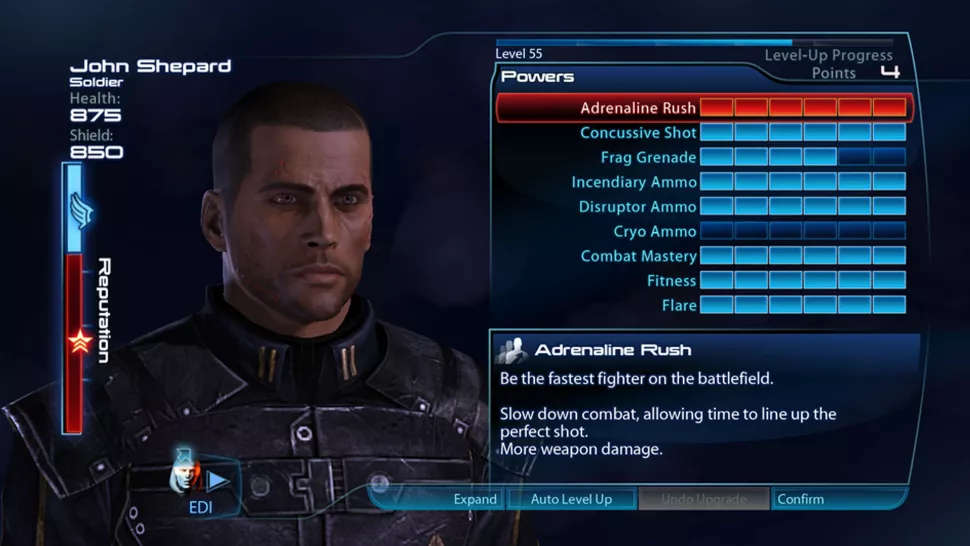 John Shepard
Soldier
Health:
875
Shield:
850
Reputation
EDI
Level 55
Level-Up Progress
Points 4
Powers
Adrenaline Rush
Concussive Shot
Frag Grenade
Incendiary Ammo
Disruptor Ammo
Cryo Ammo
Combat Mastery
Fitness
Flare
Adrenaline Rush
Be the fastest fighter on the battlefield.
Slow down combat, allowing time to line up the
perfect shot.
More weapon damage.
Expand
Auto Level Up
Undo Upgrade
Confirm